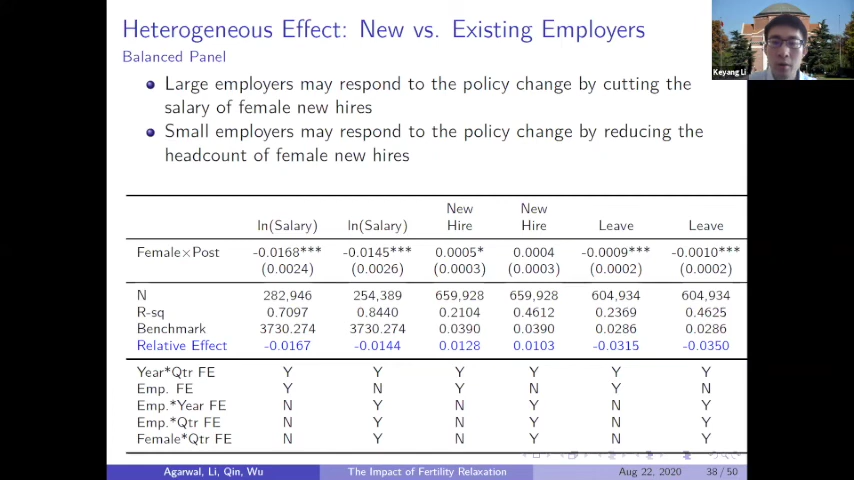 Heterogeneous Effect: New vs. Existing Employers
Balanced Panel
Large employers may respond to the policy change by cutting the
salary of female new hires
Small employers may respond to the policy change by reducing the
headcount of female new hires
New New
ln(Salary) ln(Salary) Hire Hire Leave Leave
Female×Post -0.0168*** -0.0145*** 0.0005* 0.0004 -0.0009*** -0.0010***
(0.0024) (0.0026) (0.0003) (0.0003) (0.0002) (0.0002)
N 282,946 254,389 659,928 659,928 604,934 604,934
R-sq 0.7097 0.8440 0.2104 0.4612 0.2369 0.4625
Benchmark 3730.274 3730.274 0.0390 0.0390 0.0286 0.0286
Relative Effect -0.0167 -0.0144 0.0128 0.0103 -0.0315 -0.0350
Year*Qtr FE Y Y Y Y Y Y
Emp. FE Y N Y N Y N
Emp.*Year FE N Y N Y N Y
Emp.*Qtr FE N Y N Y N Y
Female*Qtr FE N Y N Y N Y
Agarwal, Li, Qin, Wu The Impact of Fertility Relaxation Aug 22, 2020 38 / 50
Keyang Li